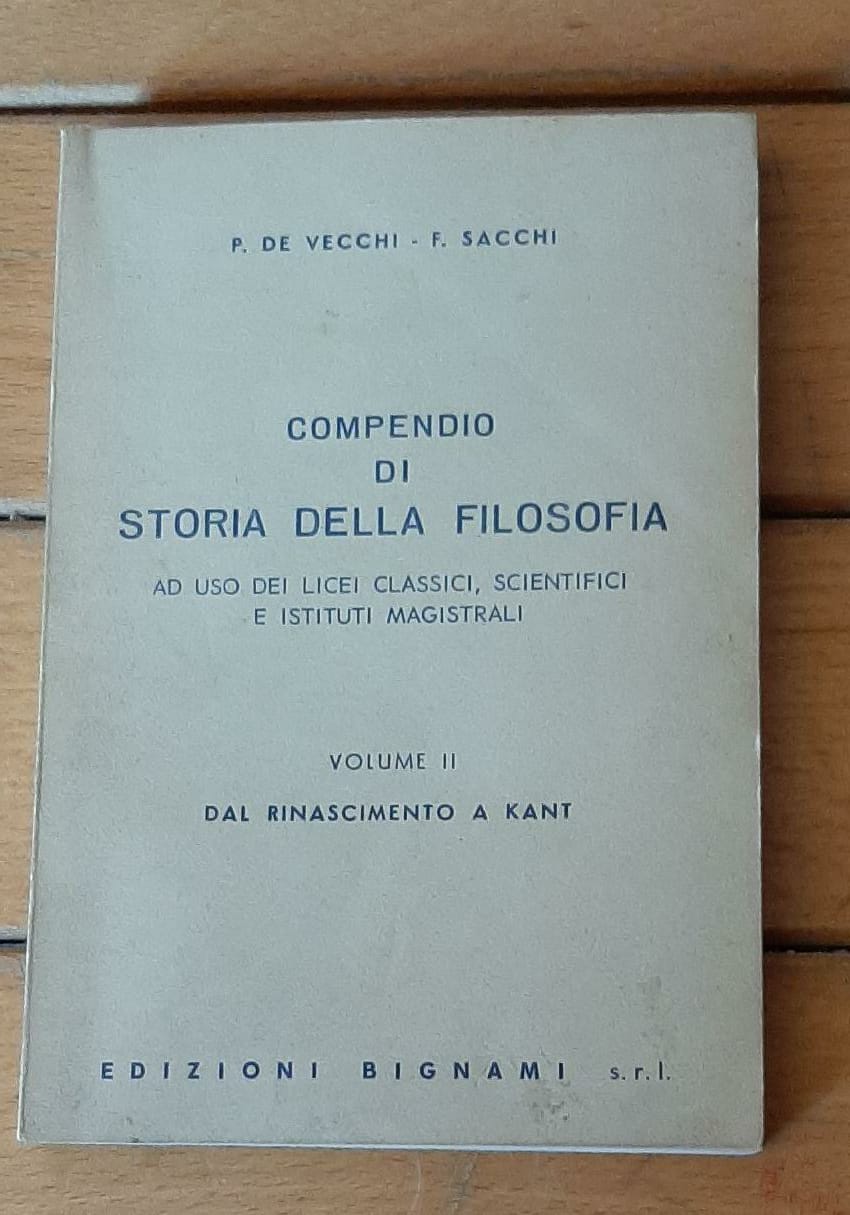 P. DE VECCHI - F. SACCHI
COMPENDIO
DI
STORIA DELLA FILOSOFIA
AD USO DEI LICEI CLASSICI, SCIENTIFICI
E ISTITUTI MAGISTRALI
VOLUME II
DAL RINASCIMENTO A KANT
EDIZIONI BIGNAMI s.r.l.